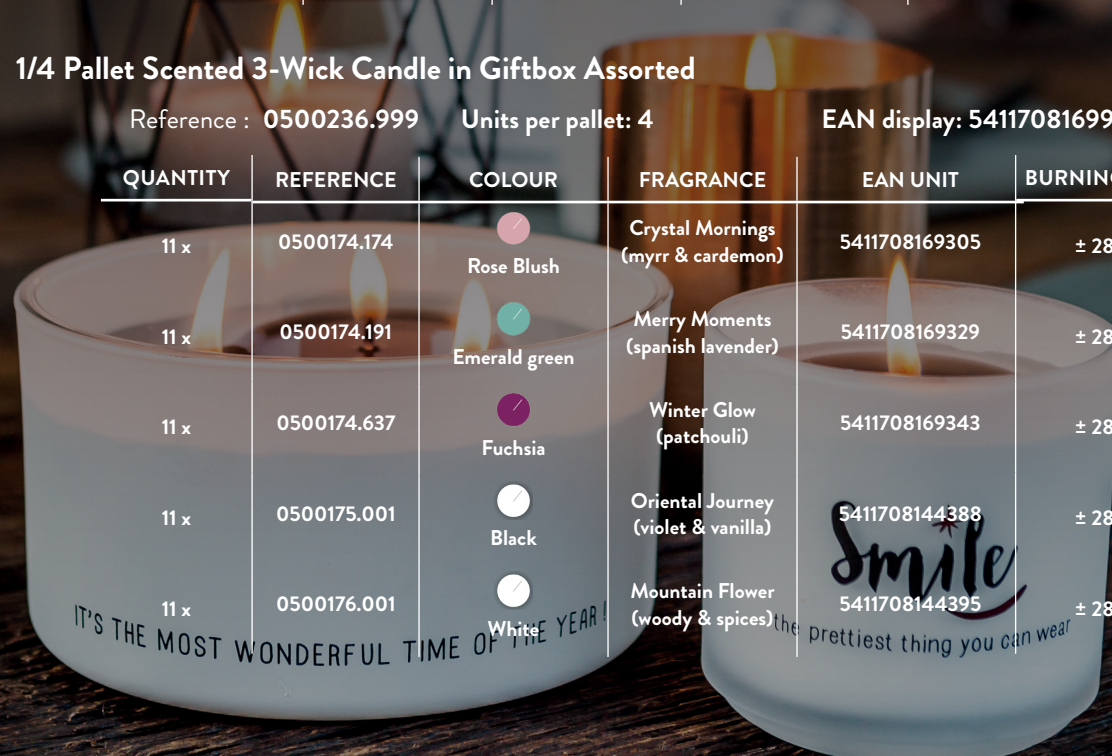 1/4 Pallet Scented 3-Wick Candle in Giftbox Assorted
Reference : 0500236.999 Units per pallet: 4 EAN display: 54117081699
QUANTITY REFERENCE COLOUR FRAGRANCE EAN UNIT BURNING
11 x 0500174.174 Rose Blush Crystal Mornings 5411708169305 ± 28
(myrr & cardemon)
11 x 0500174.191 Emerald green Merry Moments 5411708169329 ± 28
(spanish lavender)
11 x 0500174.637 Fuchsia Winter Glow 5411708169343 ± 28
(patchouli)
11 x 0500175.001 Black Oriental Journey 5411708144388 ± 28
(violet & vanilla)
11 x 0500176.001 White Mountain Flower 5411708144395 ± 28
(woody & spices)
IT'S THE MOST WONDERFUL TIME OF THE YEAR !
Smile
the prettiest thing you can wear